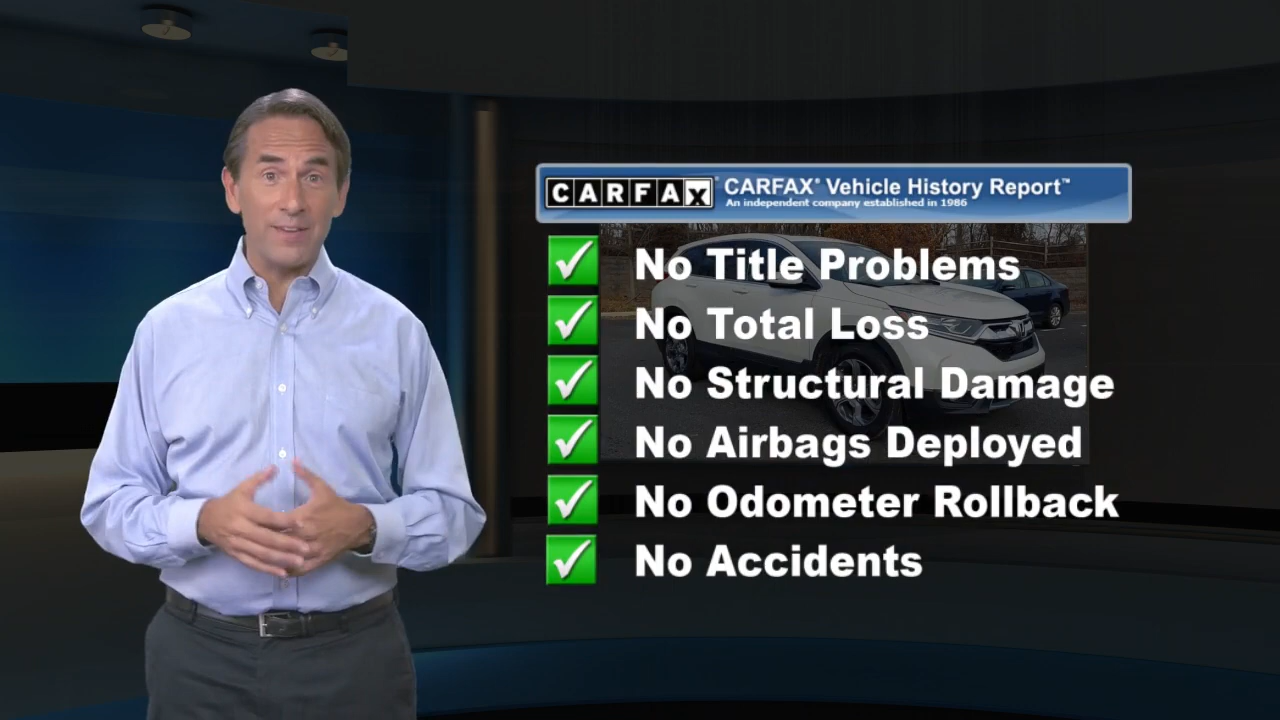 CARFAX
CARFAX® Vehicle History Report™
An independent company established in 1986
No Title Problems
No Total Loss
No Structural Damage
No Airbags Deployed
No Odometer Rollback
No Accidents